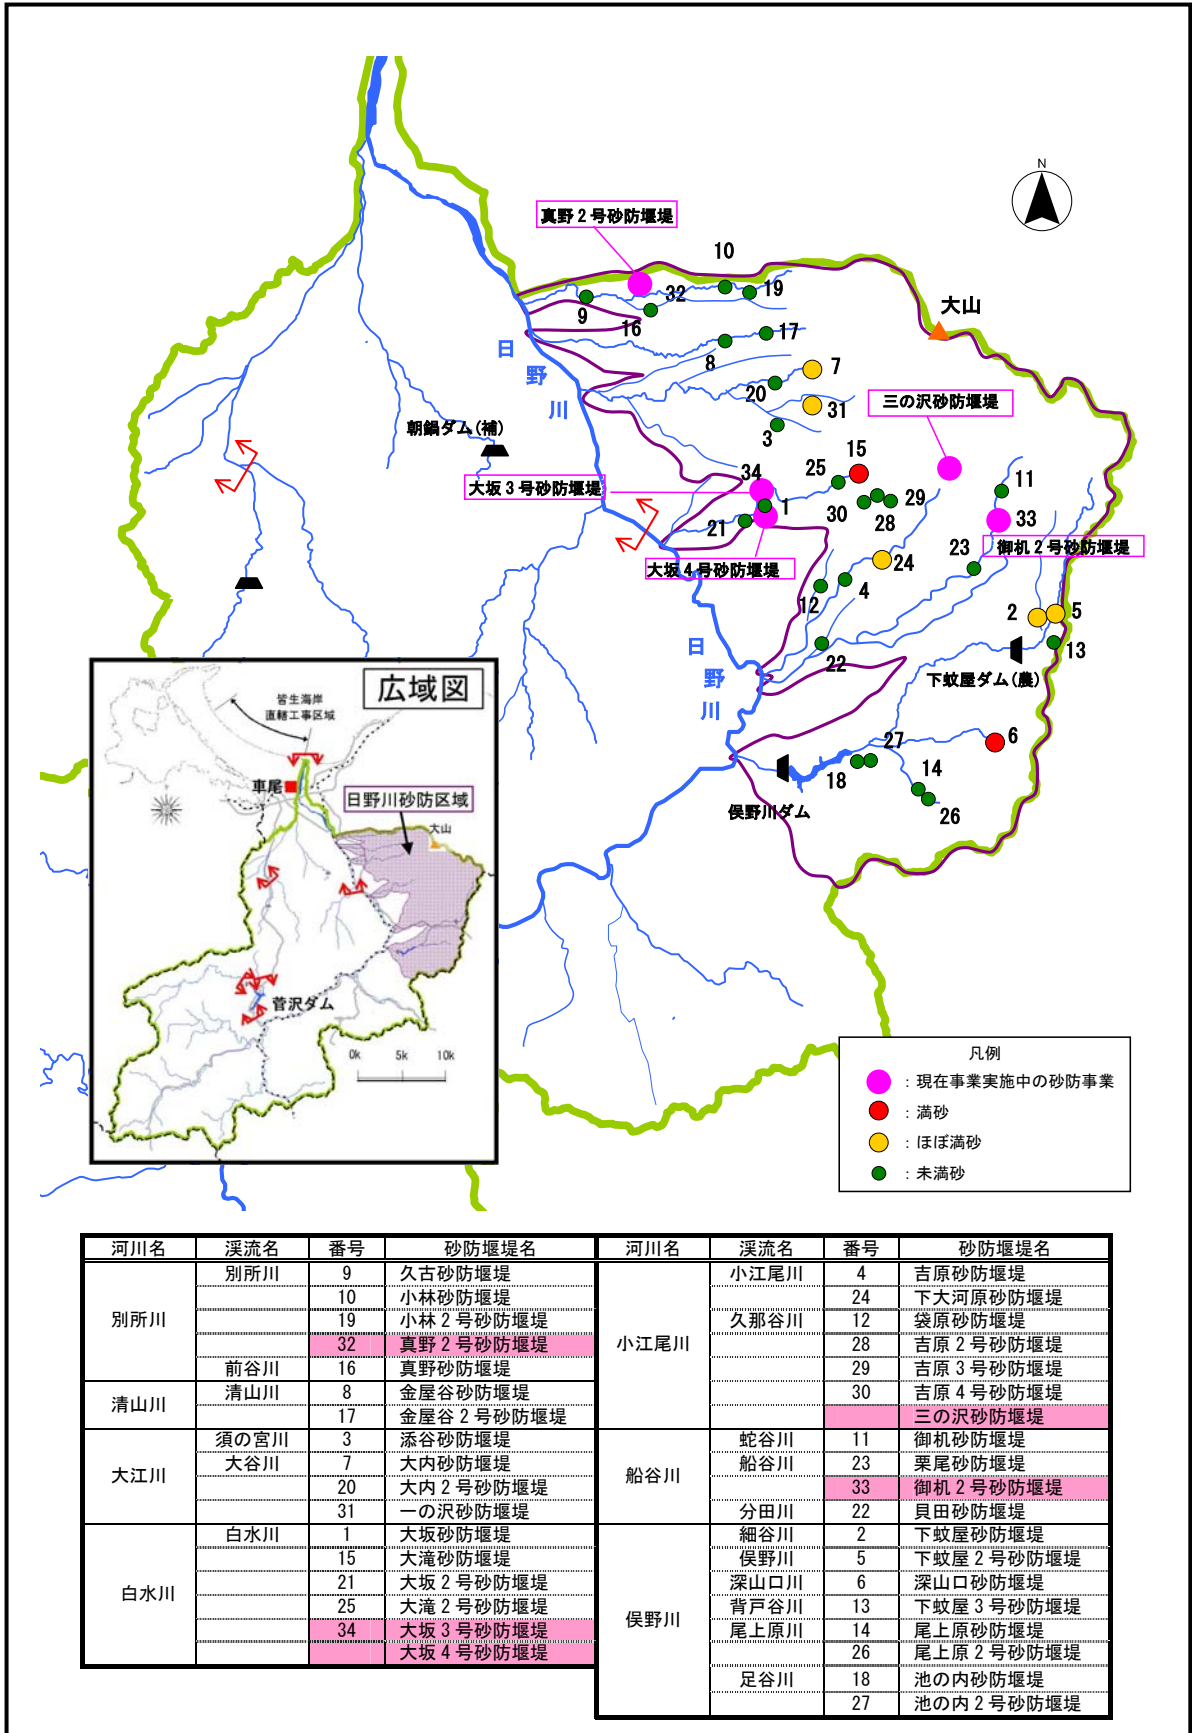 N
真野２号砂防堰堤
10
32
19
9
16
大山
17
8
日野川
7
20
31
3
三の沢砂防堰堤
朝鍋ダム(補)
15
25
34
大坂３号砂防堰堤
11
29
30
28
1
21
33
御机２号砂防堰堤
23
24
大坂４号砂防堰堤
4
12
2
5
13
22
日野川
下蚊屋ダム(農)
6
27
18
14
26
俣野川ダム
広域図
皆生海岸
直轄工事区域
車尾
日野川砂防区域
大山
菅沢ダム
0k 5k 10k
凡例
：現在事業実施中の砂防事業
：満砂
：ほぼ満砂
：未満砂
河川名 渓流名 番号 砂防堰堤名
別所川 別所川 9 久古砂防堰堤
10 小林砂防堰堤
19 小林２号砂防堰堤
32 真野２号砂防堰堤
前谷川 16 真野砂防堰堤
清山川 清山川 8 金屋谷砂防堰堤
17 金屋谷２号砂防堰堤
大江川 須の宮川 3 添谷砂防堰堤
大谷川 7 大内砂防堰堤
20 大内２号砂防堰堤
31 一の沢砂防堰堤
白水川 白水川 1 大坂砂防堰堤
15 大滝砂防堰堤
21 大坂２号砂防堰堤
25 大滝２号砂防堰堤
34 大坂３号砂防堰堤
大坂４号砂防堰堤
河川名 渓流名 番号 砂防堰堤名
小江尾川 小江尾川 4 吉原砂防堰堤
24 下大河原砂防堰堤
久那谷川 12 袋原砂防堰堤
28 吉原２号砂防堰堤
29 吉原３号砂防堰堤
30 吉原４号砂防堰堤
三の沢砂防堰堤
船谷川 蛇谷川 11 御机砂防堰堤
船谷川 23 栗尾砂防堰堤
33 御机２号砂防堰堤
分田川 22 貝田砂防堰堤
俣野川 細谷川 2 下蚊屋砂防堰堤
俣野川 5 下蚊屋２号砂防堰堤
深山口川 6 深山口砂防堰堤
背戸谷川 13 下蚊屋３号砂防堰堤
尾上原川 14 尾上原砂防堰堤
26 尾上原２号砂防堰堤
足谷川 18 池の内砂防堰堤
27 池の内２号砂防堰堤